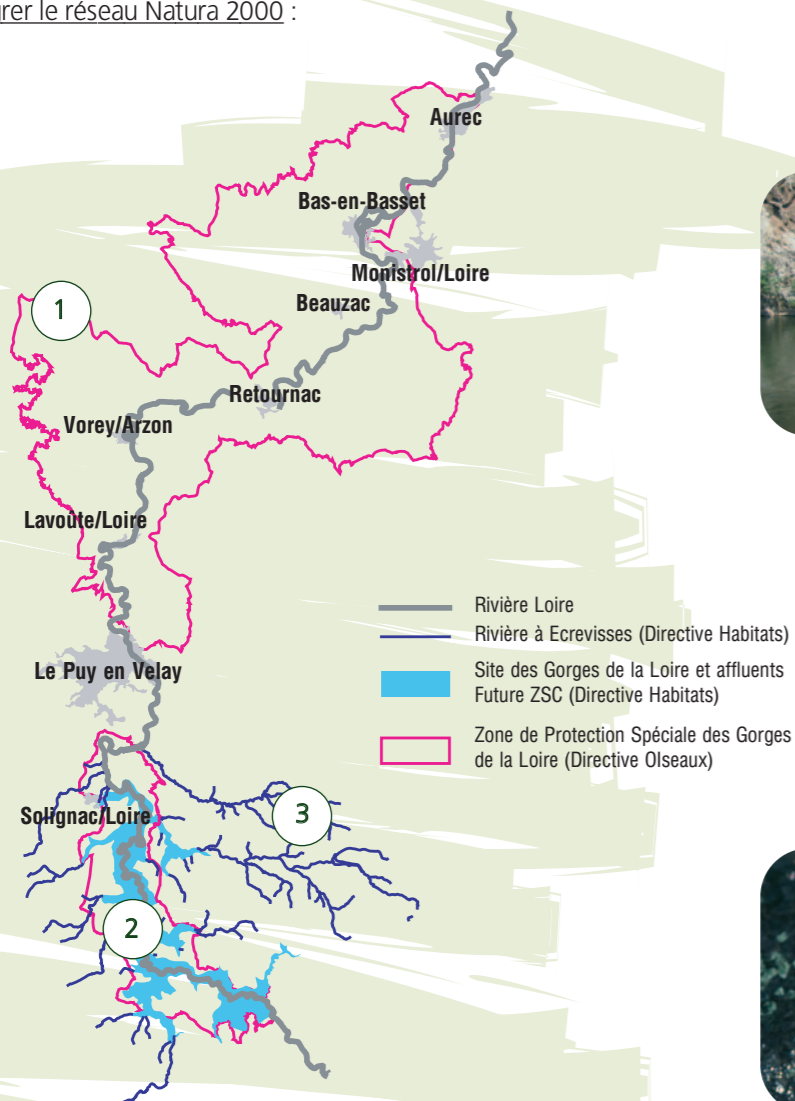 rer le réseau Natura 2000 :
Aurec
Bas-en-Basset
Monistrol/Loire
Beauzac
1
Retournac
Vorey/Arzon
Lavoûte/Loire
Rivière Loire
Rivière à Ecrevisses (Directive Habitats)
Site des Gorges de la Loire et affluents
Future ZSC (Directive Habitats)
Zone de Protection Spéciale des Gorges
de la Loire (Directive OIseaux)
Le Puy en Velay
Solignac/Loire
3
2